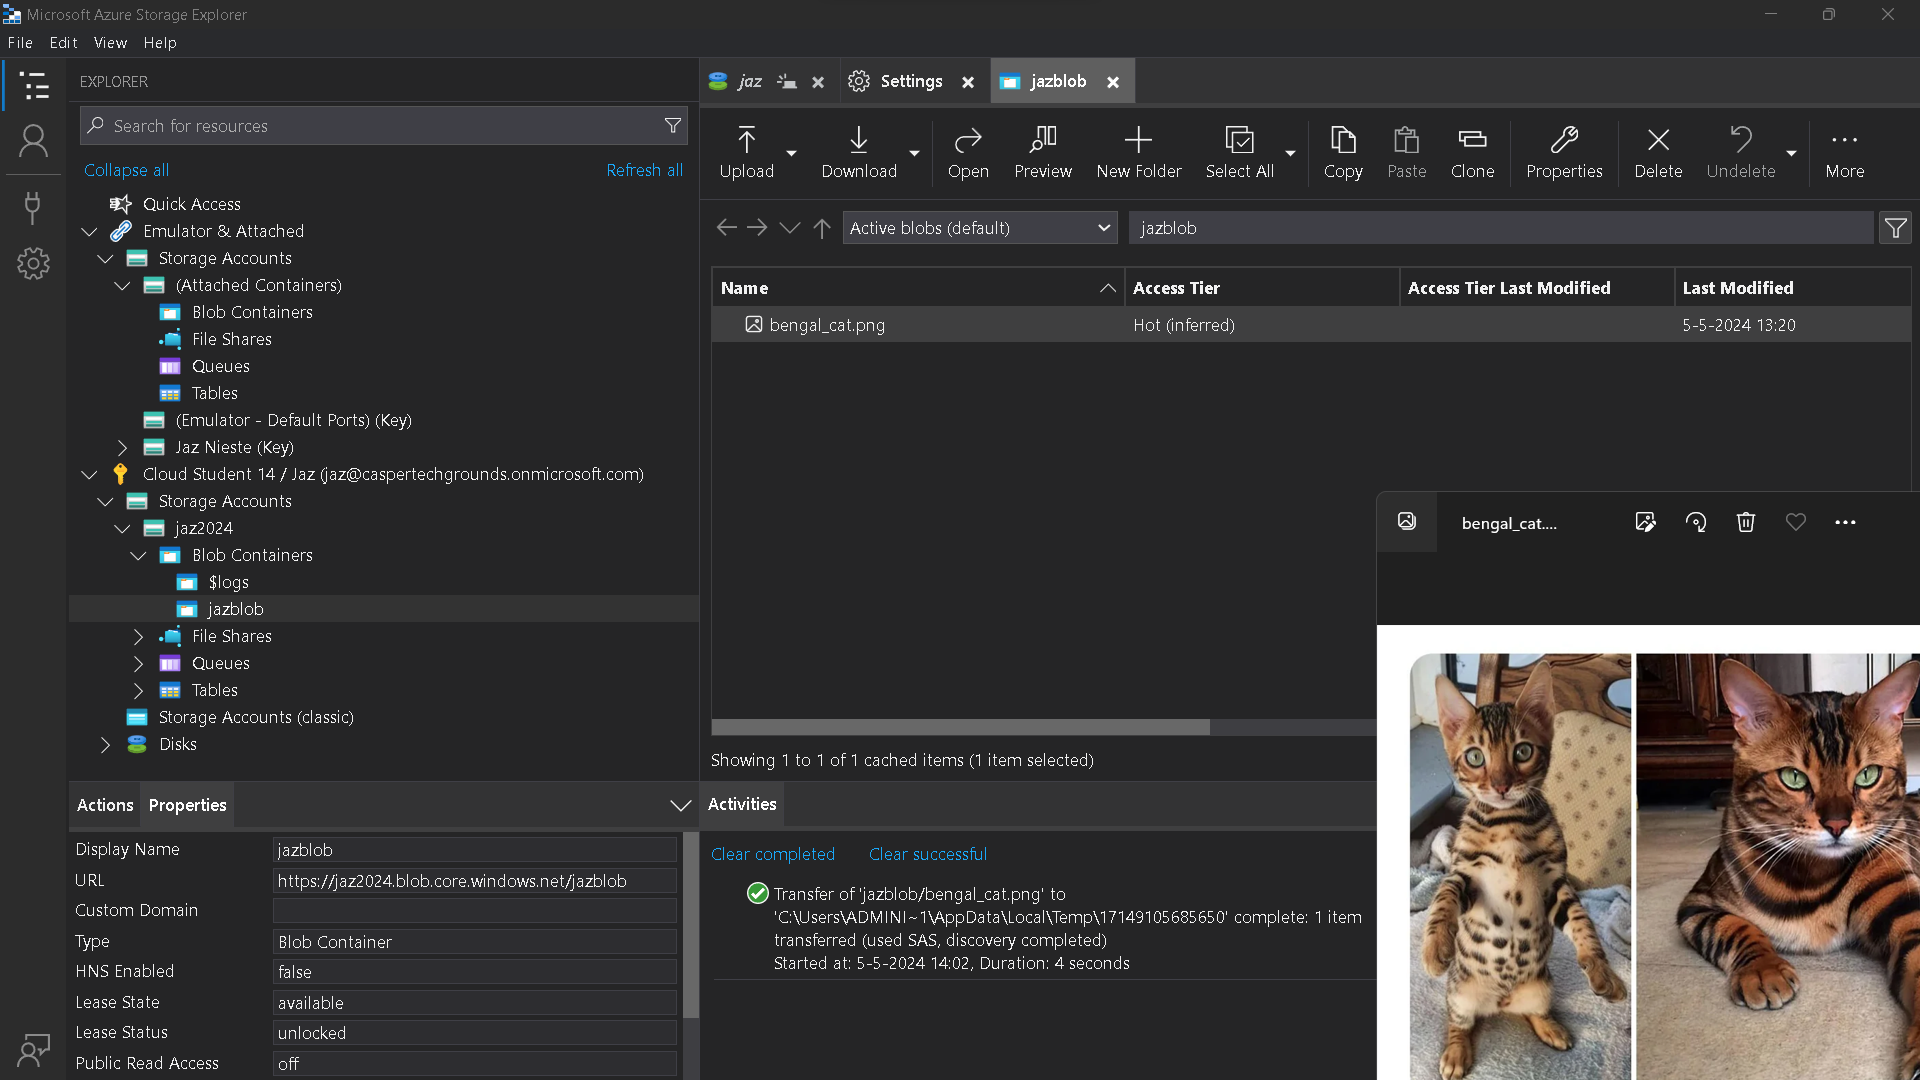 Microsoft Azure Storage Explorer
File Edit View Help
EXPLORER
Search for resources
Collapse all Refresh all
Quick Access
Emulator & Attached
Storage Accounts
(Attached Containers)
Blob Containers
File Shares
Queues
Tables
(Emulator - Default Ports) (Key)
Jaz Nieste (Key)
Cloud Student 14 / Jaz (jaz@caspertechgrounds.onmicrosoft.com)
Storage Accounts
jaz2024
Blob Containers
$logs
jazblob
File Shares
Queues
Tables
Storage Accounts (classic)
Disks
Actions Properties
Display Name jazblob
URL https://jaz2024.blob.core.windows.net/jazblob
Custom Domain
Type Blob Container
HNS Enabled false
Lease State available
Lease Status unlocked
Public Read Access off
jaz Settings jazblob
Upload Download Open Preview New Folder Select All Copy Paste Clone Properties Delete Undelete More
Active blobs (default) jazblob
Name Access Tier Access Tier Last Modified Last Modified
bengal_cat.png Hot (inferred) 5-5-2024 13:20
Showing 1 to 1 of 1 cached items (1 item selected)
Activities
Clear completed Clear successful
Transfer of 'jazblob/bengal_cat.png' to
'C:\Users\ADMINI~1\AppData\Local\Temp\17149105685650' complete: 1 item
transferred (used SAS, discovery completed)
Started at: 5-5-2024 14:02, Duration: 4 seconds
bengal_cat....